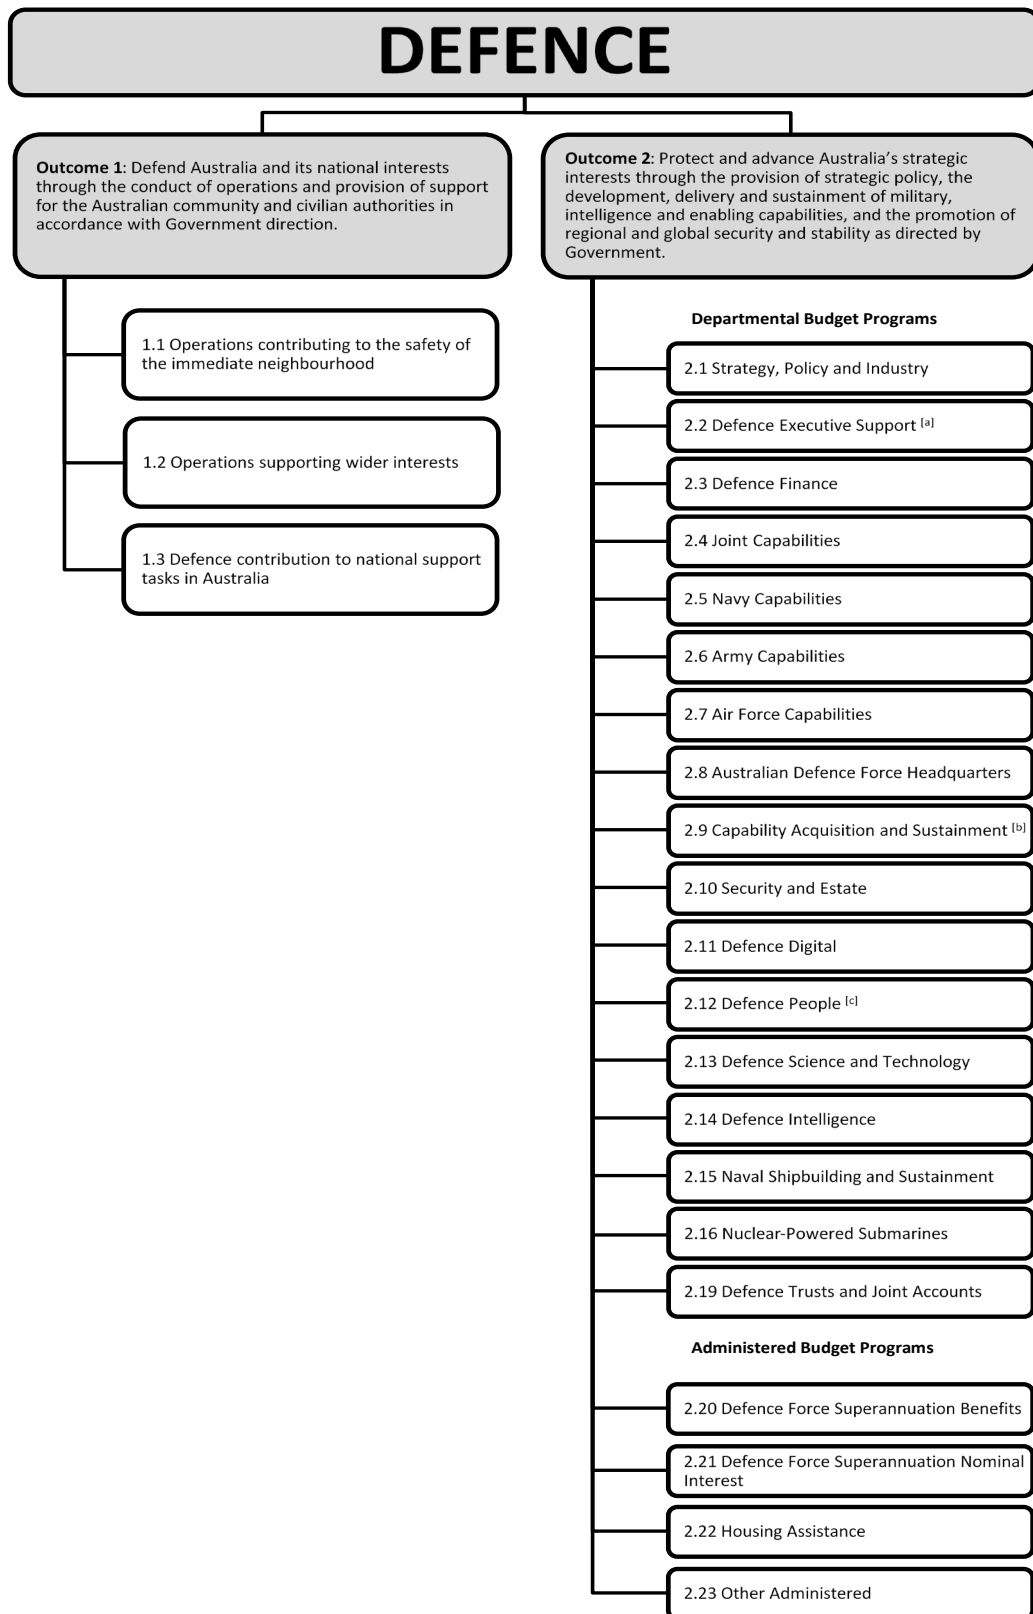 DEFENCE
Outcome 1: Defend Australia and its national interests
through the conduct of operations and provision of support
for the Australian community and civilian authorities in
accordance with Government direction.
1.1 Operations contributing to the safety of
the immediate neighbourhood
1.2 Operations supporting wider interests
1.3 Defence contribution to national support
tasks in Australia
Outcome 2: Protect and advance Australia’s strategic
interests through the provision of strategic policy, the
development, delivery and sustainment of military,
intelligence and enabling capabilities, and the promotion of
regional and global security and stability as directed by
Government.
Departmental Budget Programs
2.1 Strategy, Policy and Industry
2.2 Defence Executive Support [a]
2.3 Defence Finance
2.4 Joint Capabilities
2.5 Navy Capabilities
2.6 Army Capabilities
2.7 Air Force Capabilities
2.8 Australian Defence Force Headquarters
2.9 Capability Acquisition and Sustainment [b]
2.10 Security and Estate
2.11 Defence Digital
2.12 Defence People [c]
2.13 Defence Science and Technology
2.14 Defence Intelligence
2.15 Naval Shipbuilding and Sustainment
2.16 Nuclear-Powered Submarines
2.19 Defence Trusts and Joint Accounts
Administered Budget Programs
2.20 Defence Force Superannuation Benefits
2.21 Defence Force Superannuation Nominal
Interest
2.22 Housing Assistance
2.23 Other Administered